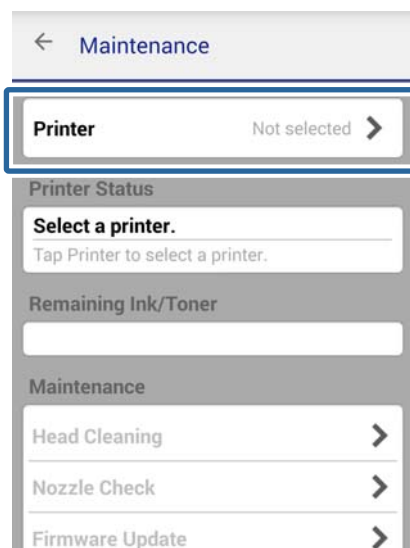 Maintenance
Printer Not selected
Printer Status
Select a printer.
Tap Printer to select a printer.
Remaining Ink/Toner
Maintenance
Head Cleaning
Nozzle Check
Firmware Update